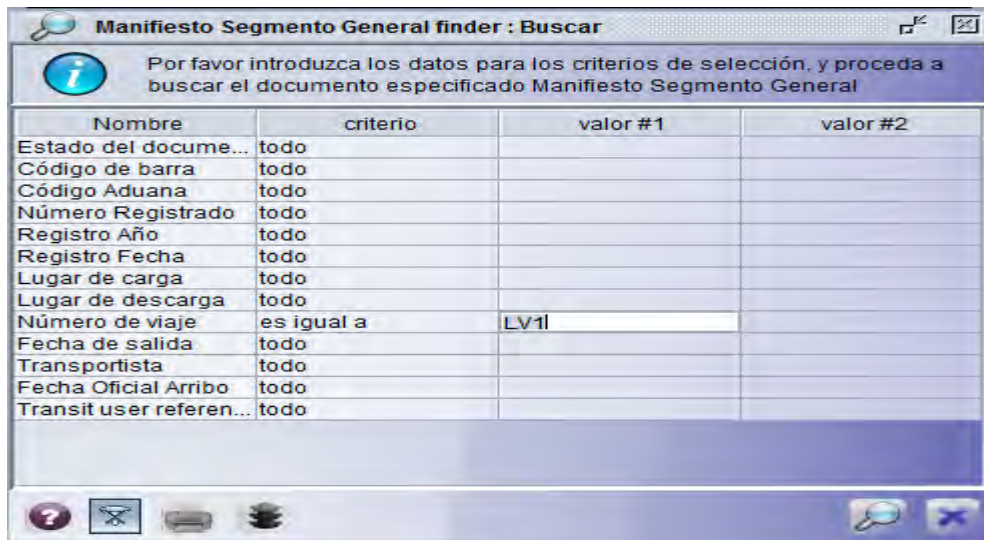 Manifiesto Segmento General finder : Buscar
Por favor introduzca los datos para los criterios de selección, y proceda a
buscar el documento especificado Manifiesto Segmento General
Nombre criterio valor #1 valor #2
Estado del docume... todo
Código de barra todo
Código Aduana todo
Número Registrado todo
Registro Año todo
Registro Fecha todo
Lugar de carga todo
Lugar de descarga todo
Número de viaje es igual a LV1
Fecha de salida todo
Transportista todo
Fecha Oficial Arribo todo
Transit user referen... todo